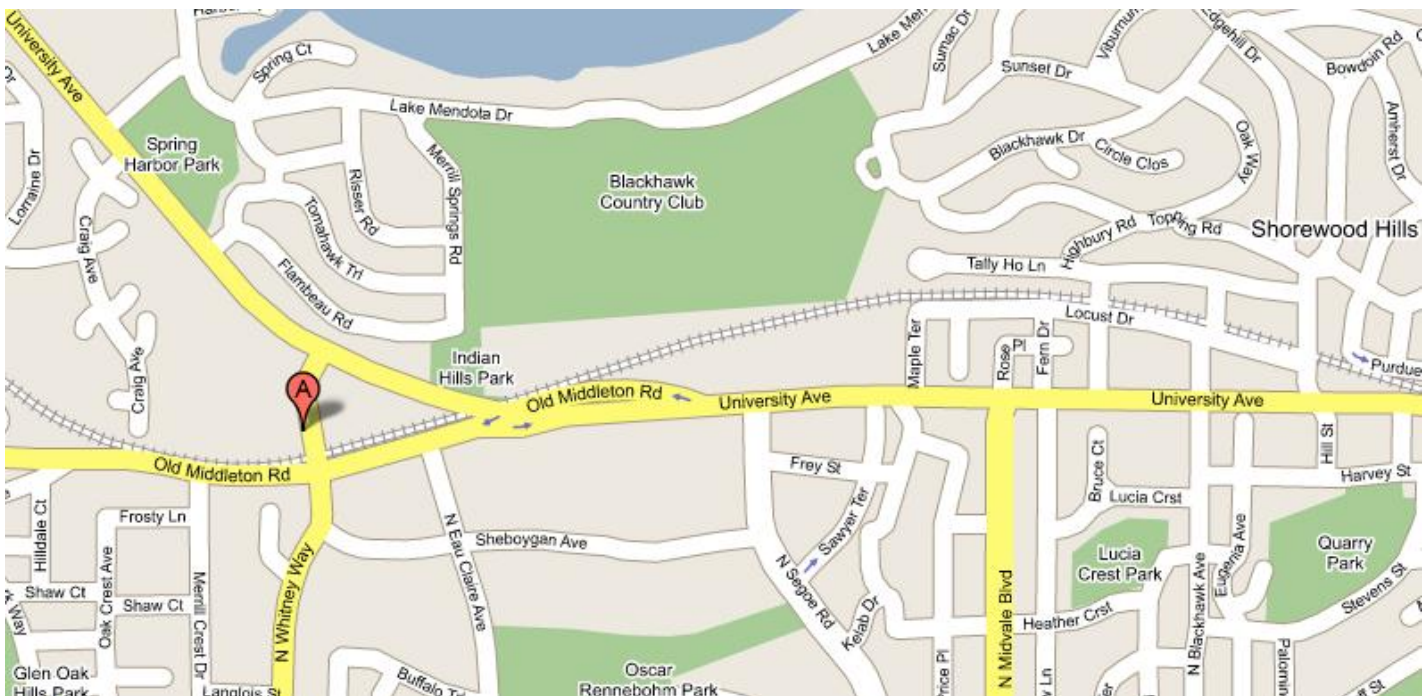 University Ave
Spring Ct
Lake Mendota Dr
Lake Men
Sumac Dr
Viburnum
Edgehill Dr
Bowdoin Rd
Sunset Dr
Amherst Dr
Oak Way
Blackhawk Dr
Circle Clos
Spring
Harbor Park
Lorraine Dr
Craig Ave
Risser Rd
Tomahawk Trl
Merrill Springs Rd
Flambeau Rd
Blackhawk
Country Club
Highbury Rd
Topping Rd
Shorewood Hills
Tally Ho Ln
Locust Dr
Maple Ter
Rose Pl
Fern Dr
Purdue
Craig Ave
Indian
Hills Park
A
Old Middleton Rd
University Ave
University Ave
Old Middleton Rd
Hilldale Ct
Frosty Ln
Oak Crest Ave
Shaw Ct
Shaw Ct
Merrill Crest Dr
N Whitney Way
N Eau Claire Ave
Sheboygan Ave
Frey St
Sawyer Ter
N Segoe Rd
Kelab Dr
N Midvale Blvd
Bruce Ct
Lucia Crst
Lucia
Crest Park
Heather Crst
N Blackhawk Ave
Eugenia Ave
Hill St
Harvey St
Quarry
Park
Stevens St
Way
Glen Oak
Hills Park
Langlois St
Buffalo T
Oscar
Rennebohm Park
rice Pl
y Ln
Palomin
St